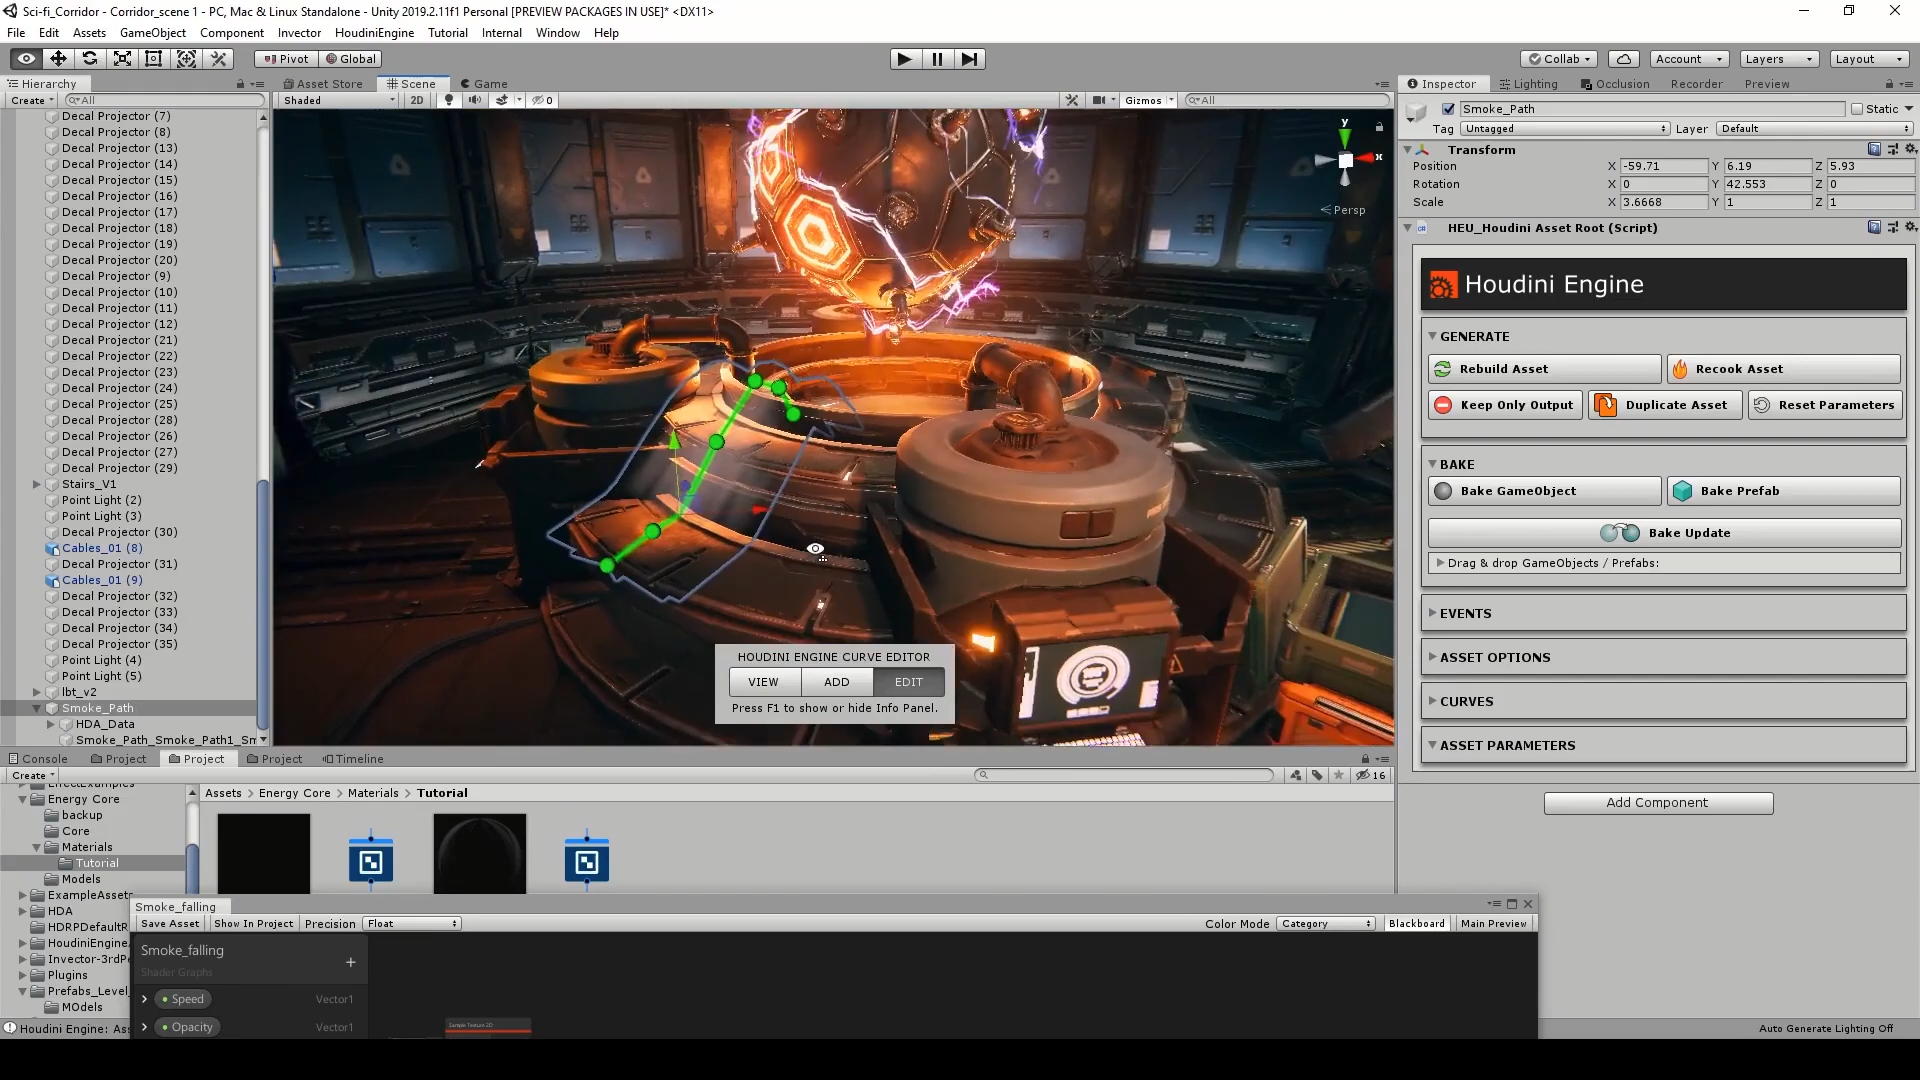 Sci-fi_Corridor - Corridor_scene 1 - PC, Mac & Linux Standalone - Unity 2019.2.11f1 Personal [PREVIEW PACKAGES IN USE]* <DX11>
File Edit Assets GameObject Component Invector HoudiniEngine Tutorial Internal Window Help
Pivot Global Collab Account Layers Layout
Hierarchy Asset Store Scene Game Inspector Lighting Occlusion Recorder Preview
Create All Shaded 2D 0 Gizmos All
Smoke_Path Static
Tag Untagged Layer Default
Transform
Position X -59.71 Y 6.19 Z 5.93
Rotation X 0 Y 42.553 Z 0
Scale X 3.6668 Y 1 Z 1
HEU_Houdini Asset Root (Script)
Houdini Engine
GENERATE
Rebuild Asset Recook Asset
Keep Only Output Duplicate Asset Reset Parameters
BAKE
Bake GameObject Bake Prefab
Bake Update
Drag & drop GameObjects / Prefabs:
EVENTS
ASSET OPTIONS
CURVES
ASSET PARAMETERS
Add Component
Decal Projector (7)
Decal Projector (8)
Decal Projector (13)
Decal Projector (14)
Decal Projector (15)
Decal Projector (16)
Decal Projector (17)
Decal Projector (18)
Decal Projector (19)
Decal Projector (20)
Decal Projector (9)
Decal Projector (10)
Decal Projector (11)
Decal Projector (12)
Decal Projector (21)
Decal Projector (22)
Decal Projector (23)
Decal Projector (24)
Decal Projector (25)
Decal Projector (28)
Decal Projector (26)
Decal Projector (27)
Decal Projector (29)
Stairs_V1
Point Light (2)
Point Light (3)
Decal Projector (30)
Cables_01 (8)
Decal Projector (31)
Cables_01 (9)
Decal Projector (32)
Decal Projector (33)
Decal Projector (34)
Decal Projector (35)
Point Light (4)
Point Light (5)
lbt_v2
Smoke_Path
HDA_Data
Smoke_Path_Smoke_Path1_Sm
y
x
Persp
HOUDINI ENGINE CURVE EDITOR
VIEW ADD EDIT
Press F1 to show or hide Info Panel.
Console Project Project Project Timeline
Create 16
Assets > Energy Core > Materials > Tutorial
EffectExamples
Energy Core
backup
Core
Materials
Tutorial
Models
ExampleAssets
HDA
HDRPDefaultR
HoudiniEngine
Invector-3rdPe
Plugins
Prefabs_Level_
MOdels
Smoke_falling
Save Asset Show In Project Precision Float Color Mode Category Blackboard Main Preview
Smoke_falling
Shader Graphs
Speed Vector1
Opacity Vector1
Sample Texture 2D
Houdini Engine: Ass
Auto Generate Lighting Off